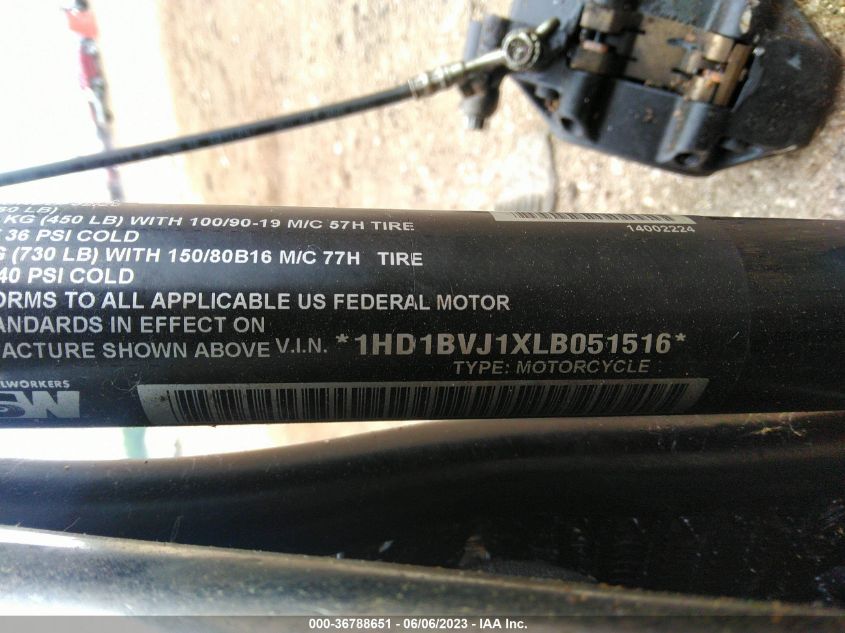 LB)
KG (450 LB) WITH 100/90-19 M/C 57H TIRE
36 PSI COLD
14002224
(730 LB) WITH 150/80B16 M/C 77H TIRE
40 PSI COLD
ORMS TO ALL APPLICABLE US FEDERAL MOTOR
ANDARDS IN EFFECT ON
ACTURE SHOWN ABOVE V.I.N. *1HD1BVJ1XLB051516*
TYPE: MOTORCYCLE
LWORKERS
000-36788651 - 06/06/2023 - IAA Inc.